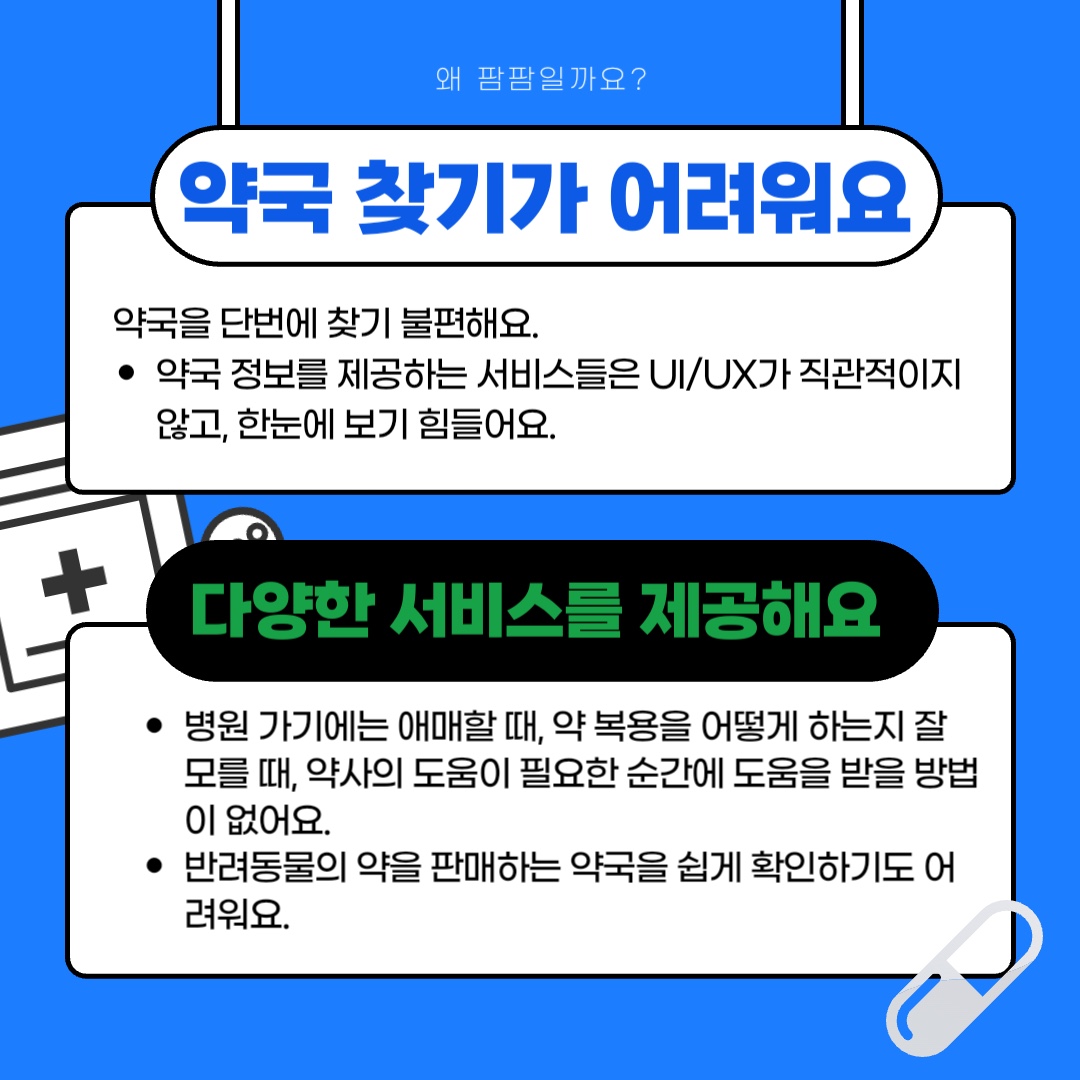 왜 팜팜일까요?
약국 찾기가 어려워요
약국을 단번에 찾기 불편해요.
• 약국 정보를 제공하는 서비스들은 UI/UX가 직관적이지
않고, 한눈에 보기 힘들어요.
다양한 서비스를 제공해요
• 병원 가기에는 애매할 때, 약 복용을 어떻게 하는지 잘
모를 때, 약사의 도움이 필요한 순간에 도움을 받을 방법
이 없어요.
• 반려동물의 약을 판매하는 약국을 쉽게 확인하기도 어
려워요.